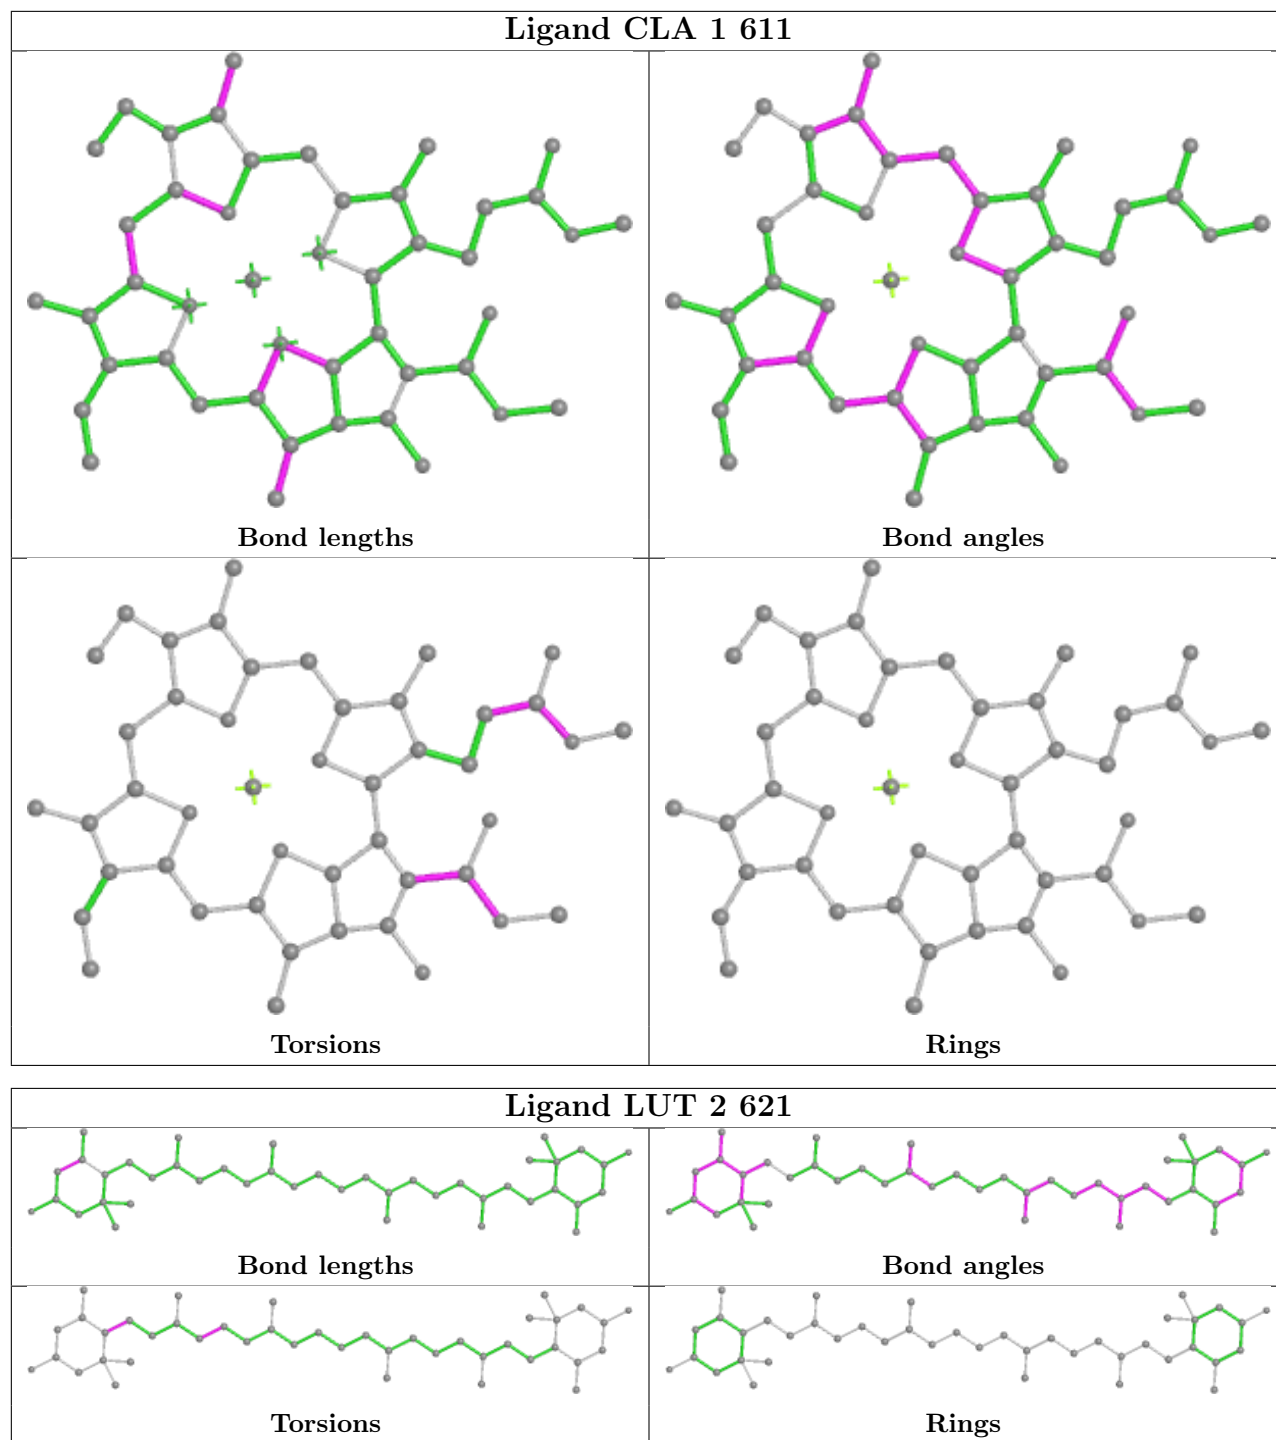 Ligand CLA 1 611
Bond lengths
Bond angles
Torsions
Rings
Ligand LUT 2 621
Bond lengths
Bond angles
Torsions
Rings